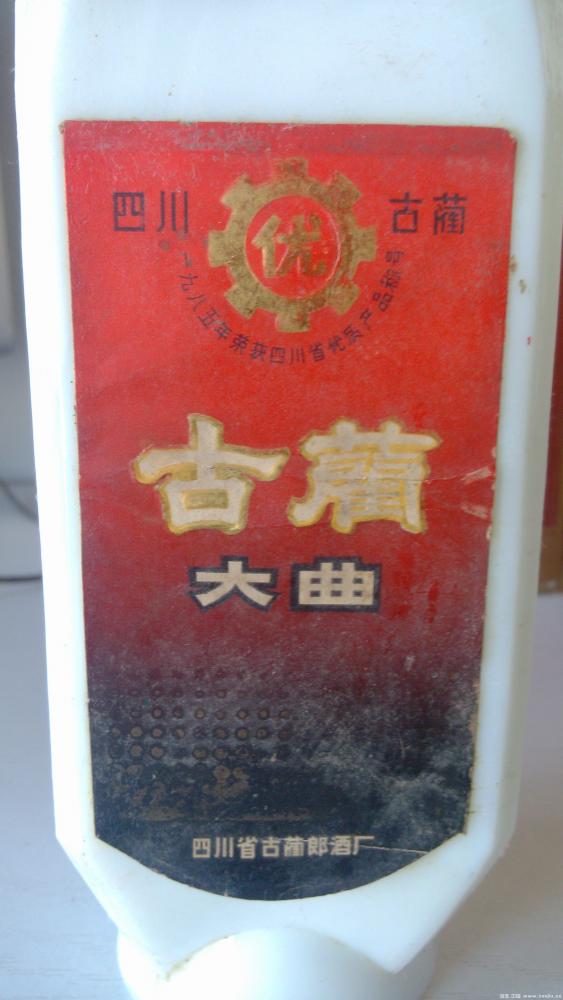 四川 优 古蔺
一九八五年荣获四川省优质产品称号
古蔺
大曲
四川省古蔺郎酒厂